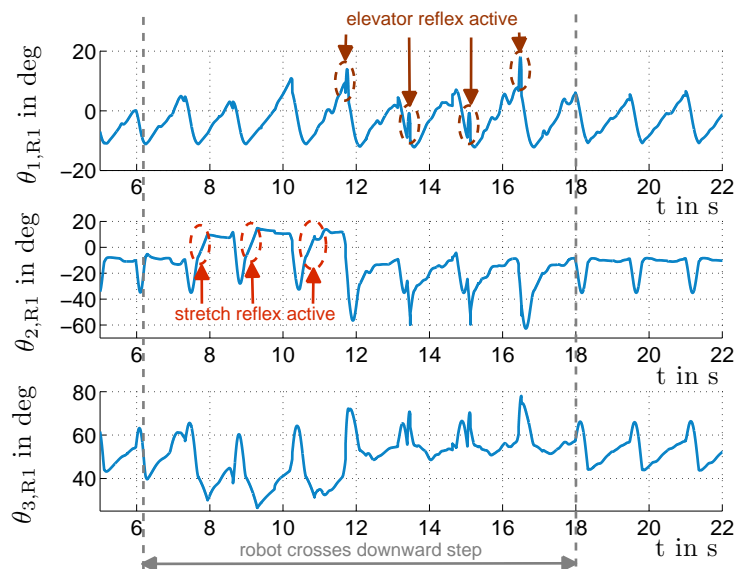 elevator reflex active
20
0
−20
θ1,R1 in deg
6 8 10 12 14 16 18 20 22
t in s
20
0
−20
−40
−60
θ2,R1 in deg
stretch reflex active
6 8 10 12 14 16 18 20 22
t in s
80
60
40
θ3,R1 in deg
6 8 10 12 14 16 18 20 22
t in s
robot crosses downward step